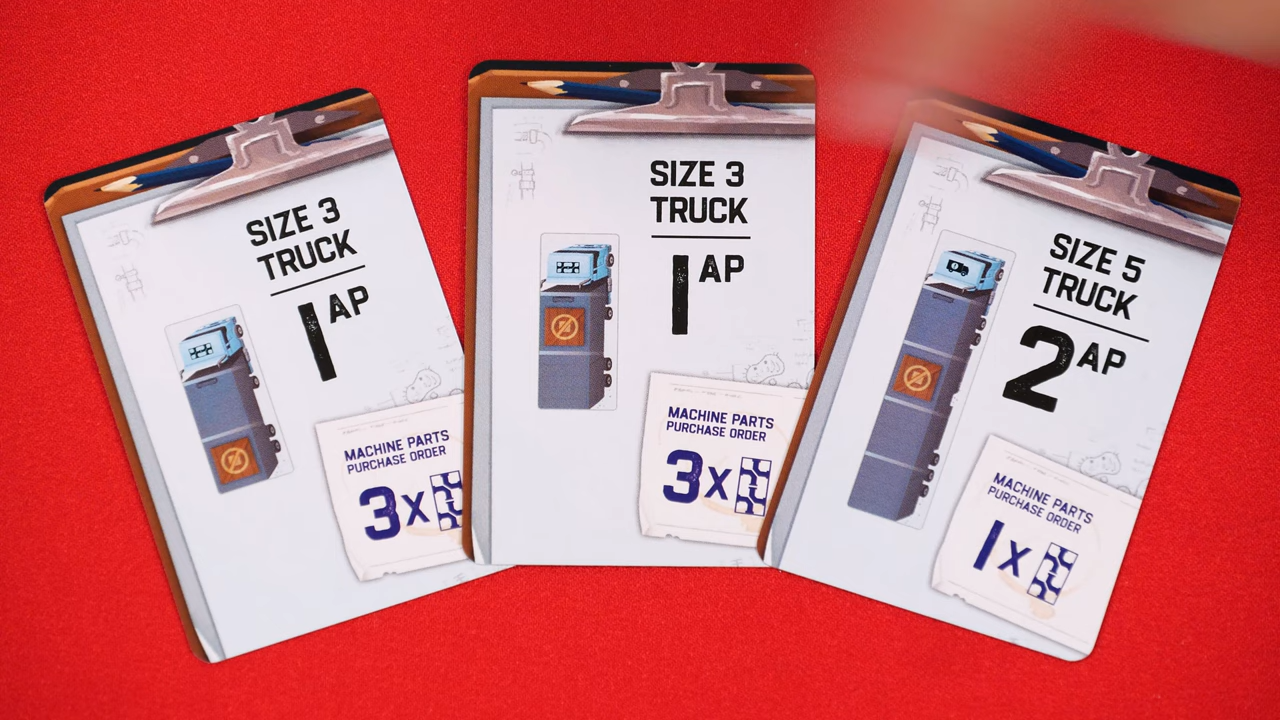 SIZE 3
TRUCK
1 AP
MACHINE PARTS
PURCHASE ORDER
3x
SIZE 3
TRUCK
1 AP
MACHINE PARTS
PURCHASE ORDER
3x
SIZE 5
TRUCK
2 AP
MACHINE PARTS
PURCHASE ORDER
1x